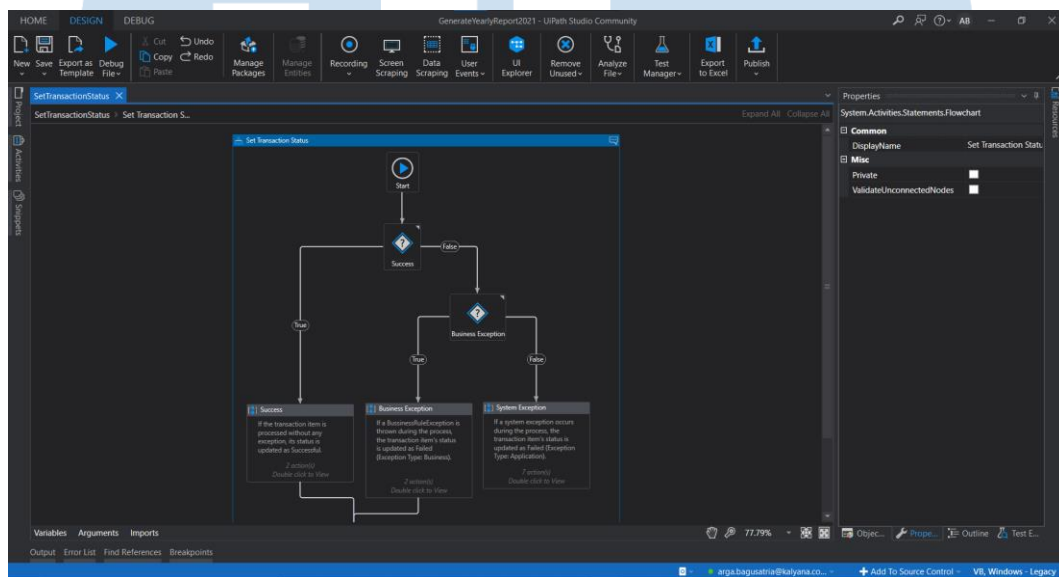 HOME DESIGN DEBUG
GenerateYearlyReport2021 - UiPath Studio Community
AB
New Save Export as Template Debug File
Cut Copy Paste
Undo Redo
Manage Packages
Manage Entities
Recording
Screen Scraping
Data Scraping
User Events
UI Explorer
Remove Unused
Analyze File
Test Manager
Export to Excel
Publish
SetTransactionStatus
SetTransactionStatus > Set Transaction S...
Expand All Collapse All
Project
Activities
Snippets
Set Transaction Status
Start
Success
False
True
Business Exception
True
False
Success
If the transaction item is
processed without any
exception, its status is
updated as Successful.
2 action(s)
Double click to View
Business Exception
If a BussinessRuleException is
thrown during the process,
the transaction item's status
is updated as Failed
(Exception Type: Business).
2 action(s)
Double click to View
System Exception
If a system exception occurs
during the process, the
transaction item's status is
updated as Failed (Exception
Type: Application).
7 action(s)
Double click to View
Properties
System.Activities.Statements.Flowchart
Common
DisplayName Set Transaction Statu
Misc
Private
ValidateUnconnectedNodes
Resources
Variables Arguments Imports
77.79%
Objec... Prope... Outline Test E...
Output Error List Find References Breakpoints
arga.bagusatria@kalyana.co...
Add To Source Control
VB, Windows - Legacy